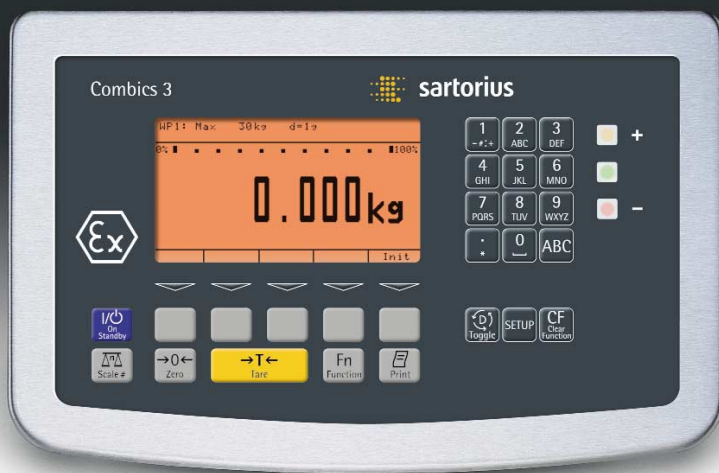 Combics 3
sartorius
WP1: Max 30kg d=1g
0% 100%
0.000kg
Init
εx
1 2 3
-#:+ ABC DEF
4 5 6
GHI JKL MNO
7 8 9
PQRS TUV WXYZ
. 0 ABC
*
+
-
I/⏻
On
Standby
Scale #
→0←
Zero
→T←
Tare
Fn
Function
Print
D
Toggle
SETUP
CF
Clear
Function